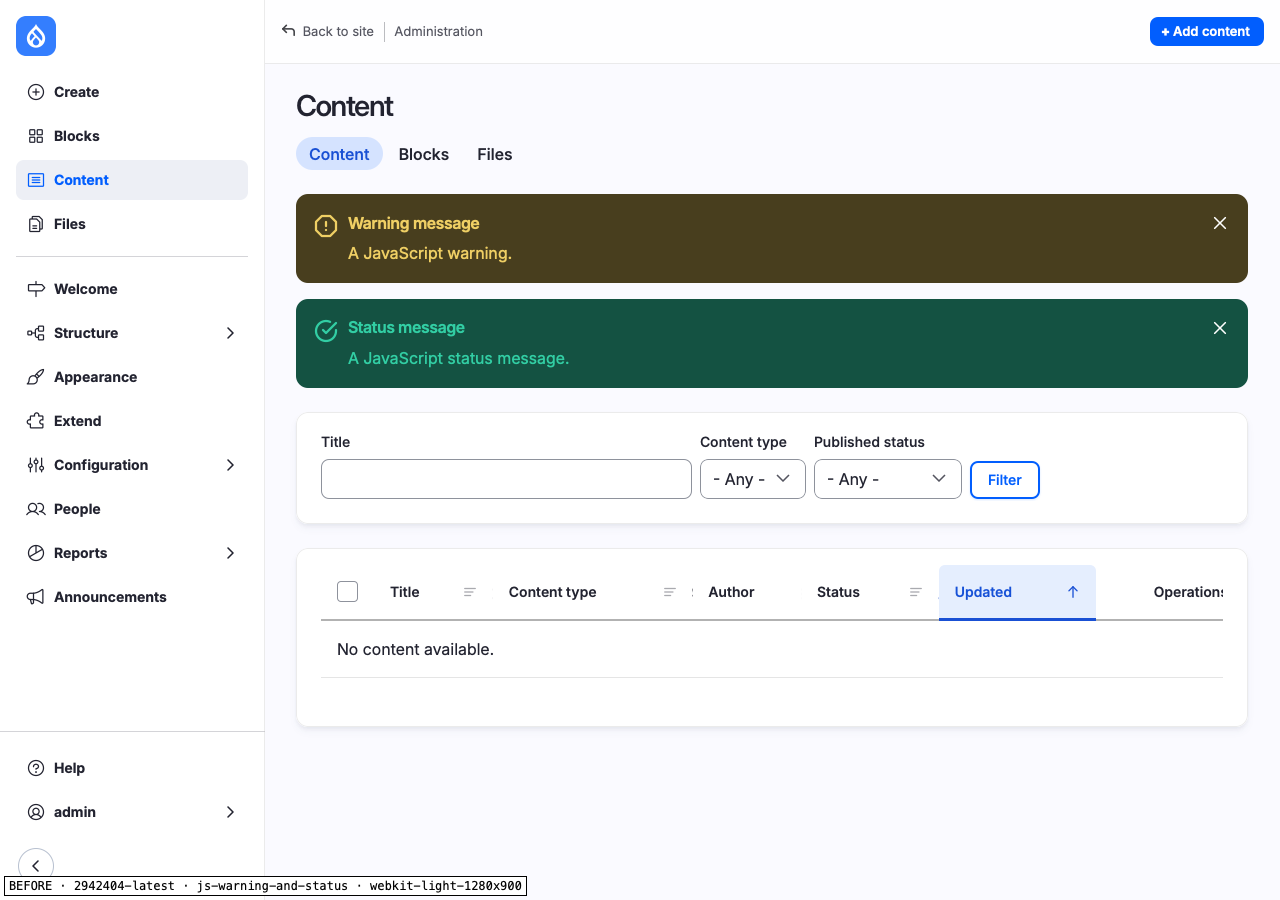 Back to site
Administration
+ Add content
Create
Blocks
Content
Files
Welcome
Structure
Appearance
Extend
Configuration
People
Reports
Announcements
Help
admin
Content
Content Blocks Files
Warning message
A JavaScript warning.
Status message
A JavaScript status message.
Title Content type Published status
- Any - - Any - Filter
Title Content type Author Status Updated Operations
No content available.
BEFORE · 2942404-latest · js-warning-and-status · webkit-light-1280x900